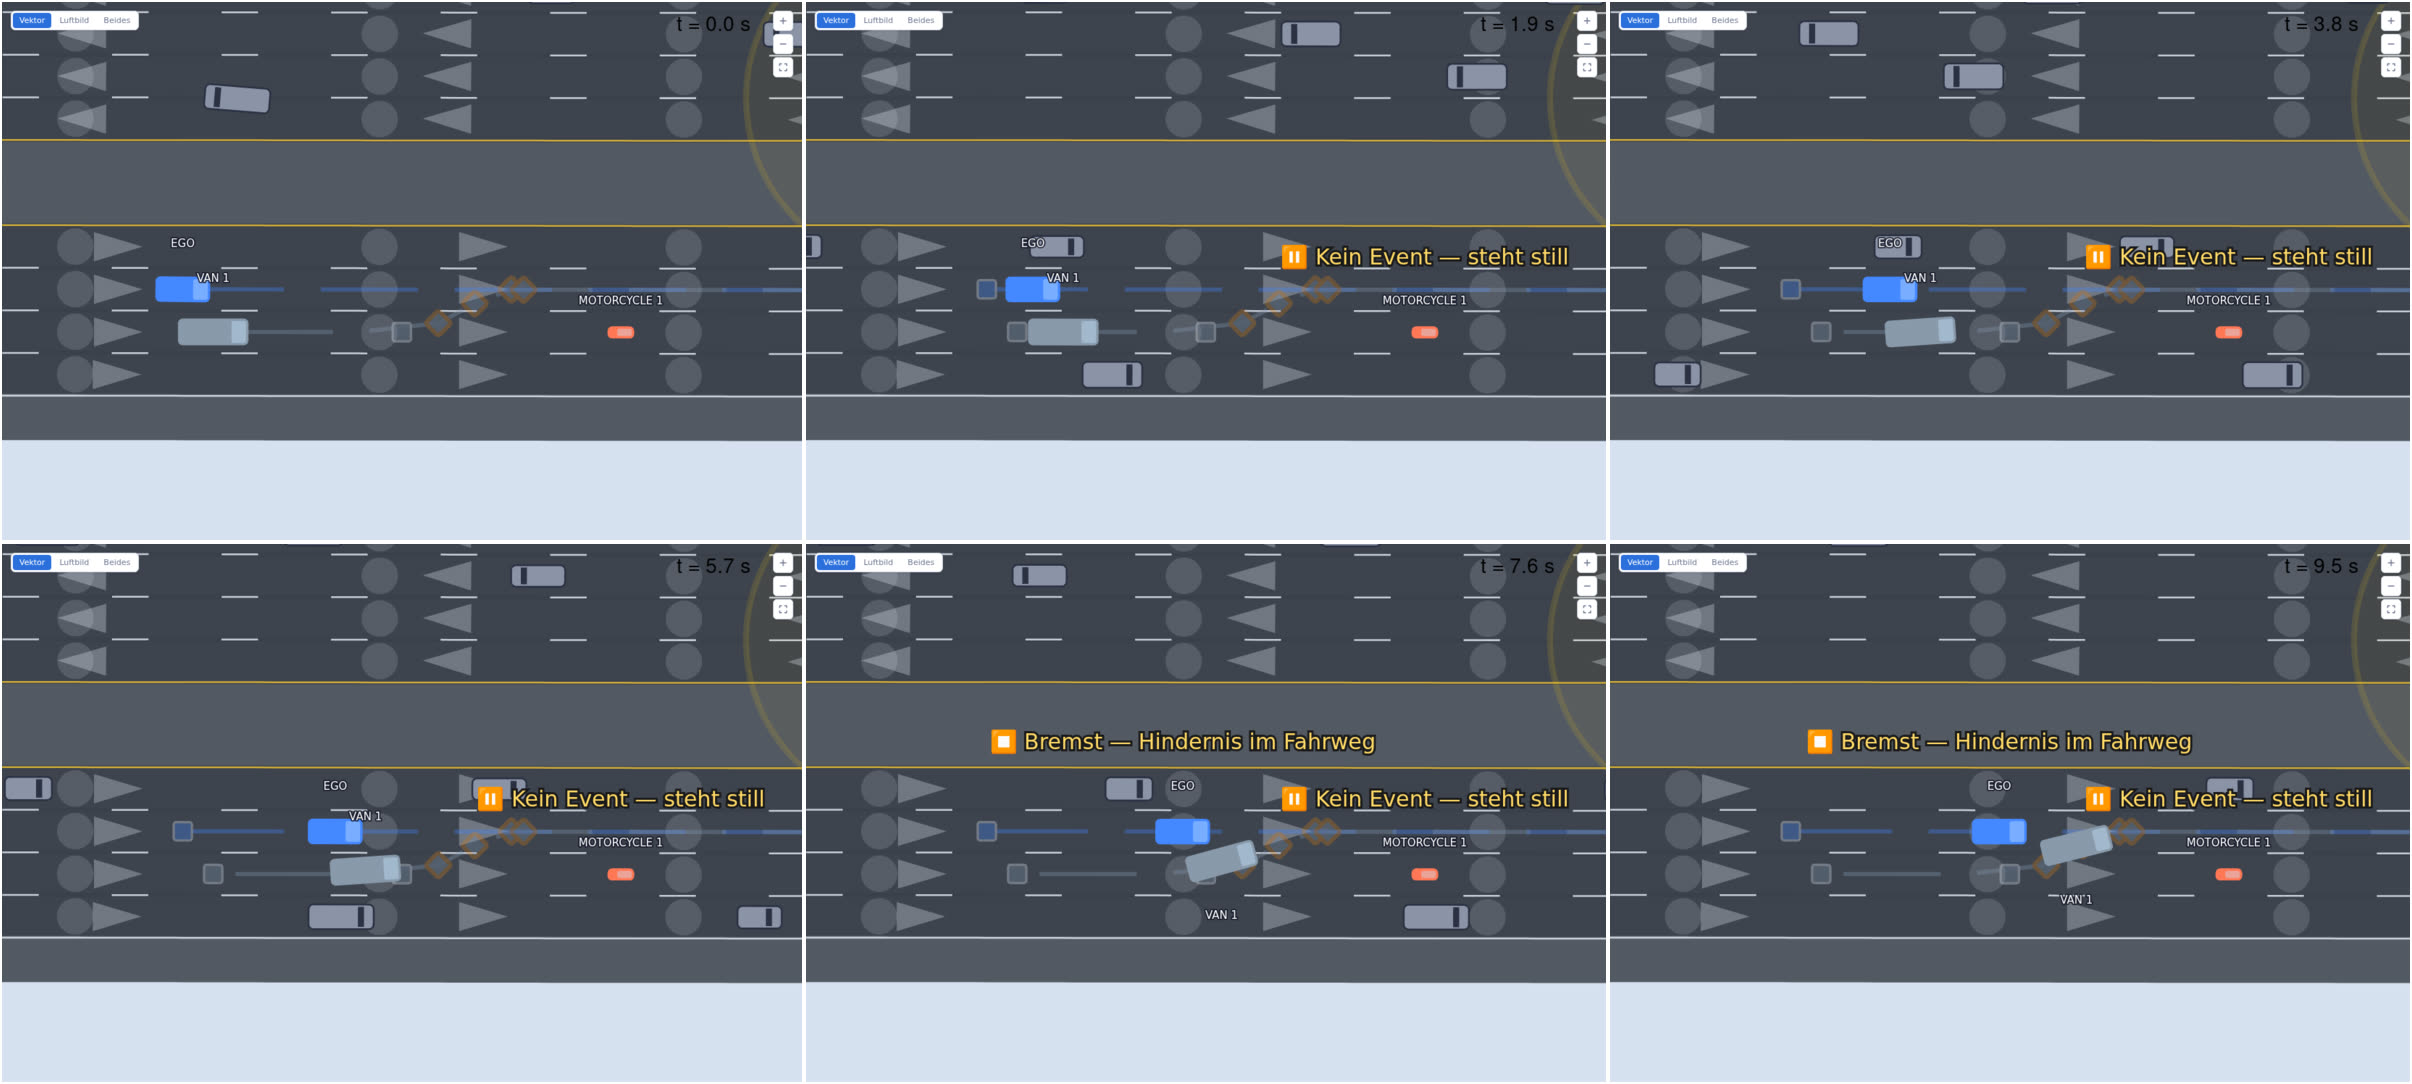 Vektor Luftbild Beides
t = 0.0 s
EGO
VAN 1
MOTORCYCLE 1
Vektor Luftbild Beides
t = 1.9 s
EGO
Kein Event — steht still
VAN 1
MOTORCYCLE 1
Vektor Luftbild Beides
t = 3.8 s
EGO
Kein Event — steht still
VAN 1
MOTORCYCLE 1
Vektor Luftbild Beides
t = 5.7 s
EGO
Kein Event — steht still
VAN 1
MOTORCYCLE 1
Vektor Luftbild Beides
t = 7.6 s
Bremst — Hindernis im Fahrweg
EGO
Kein Event — steht still
MOTORCYCLE 1
VAN 1
Vektor Luftbild Beides
t = 9.5 s
Bremst — Hindernis im Fahrweg
EGO
Kein Event — steht still
MOTORCYCLE 1
VAN 1